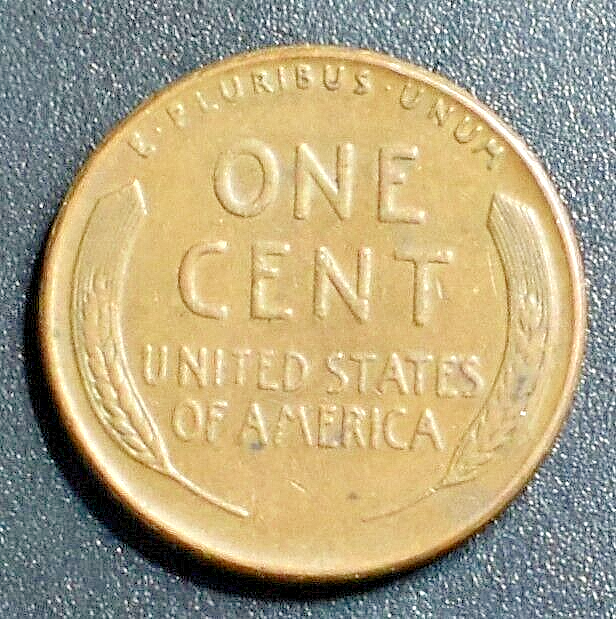 E·PLURIBUS·UNUM
ONE
CENT
UNITED STATES
OF AMERICA